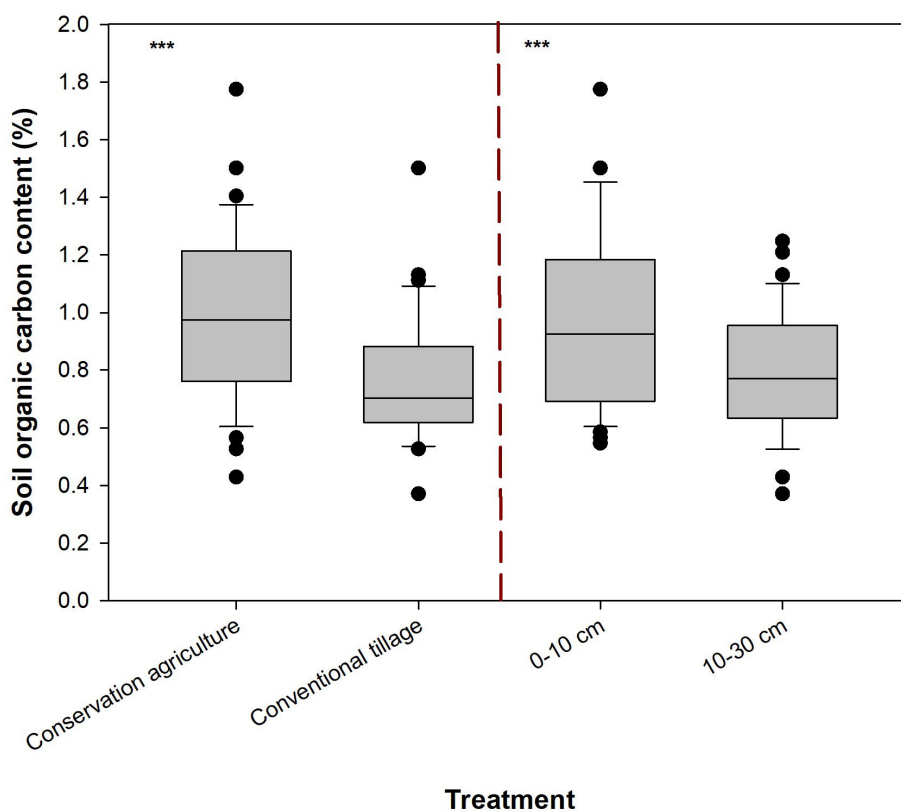 Soil organic carbon content (%)
2.0
1.8
1.6
1.4
1.2
1.0
0.8
0.6
0.4
0.2
0.0
***
***
Conservation agriculture
Conventional tillage
0-10 cm
10-30 cm
Treatment